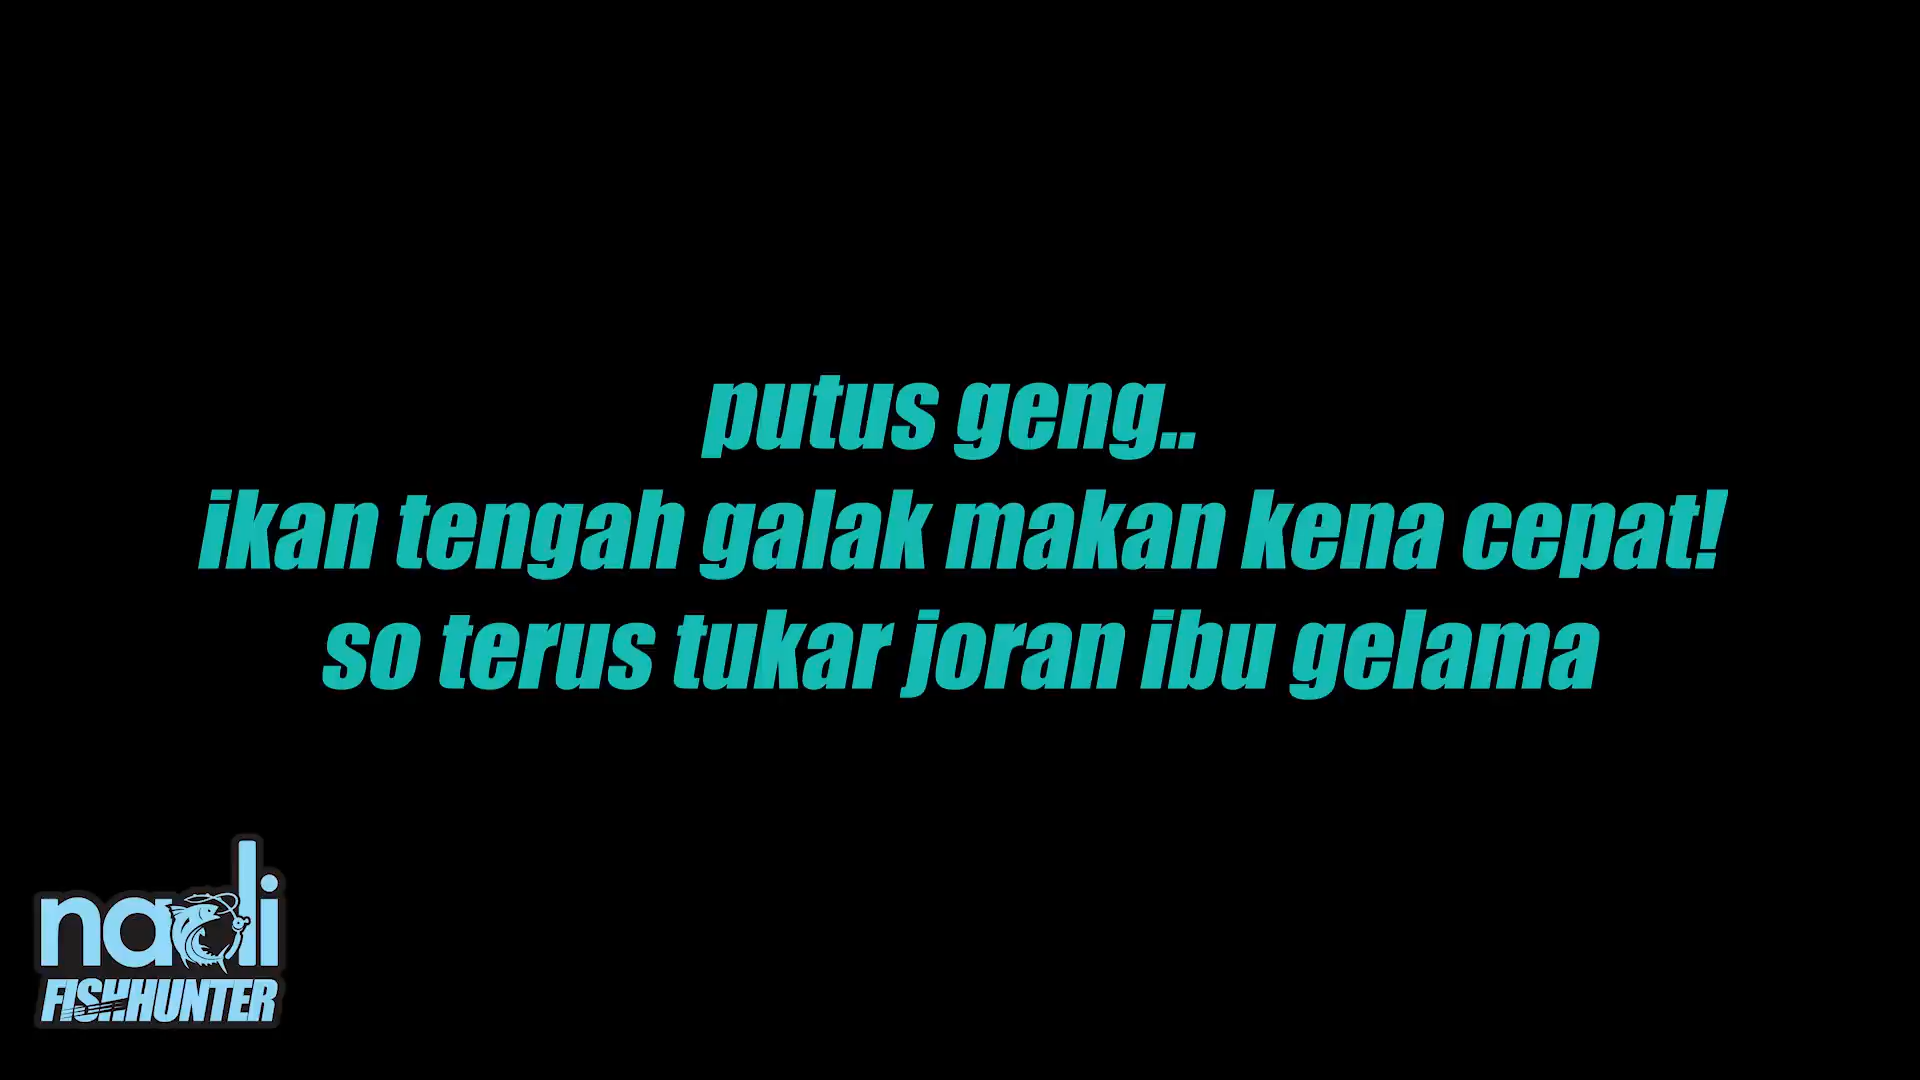 putus geng..
ikan tengah galak makan kena cepat!
so terus tukar joran ibu gelama
nadi
FISHHUNTER